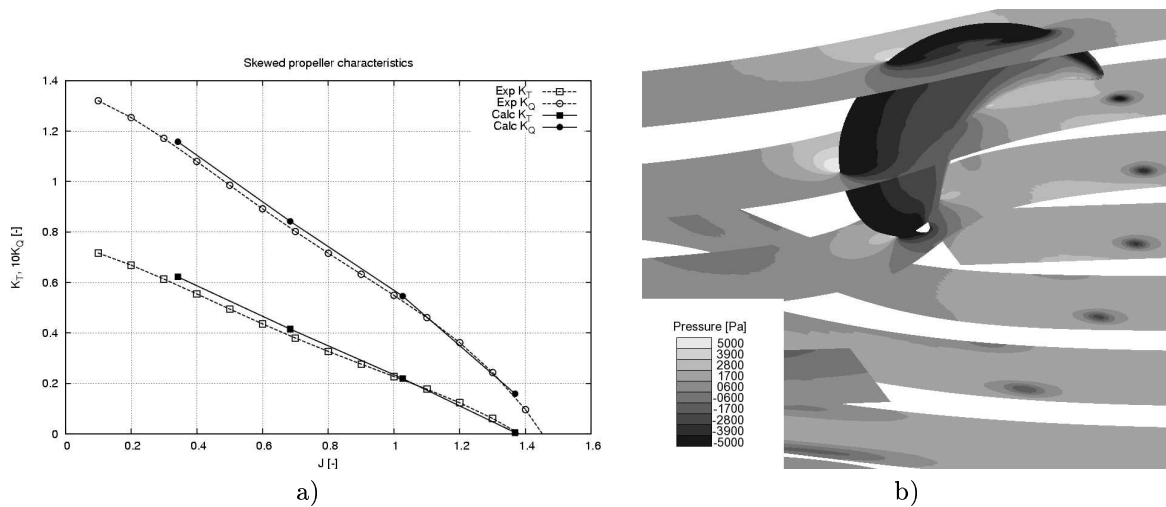 Skewed propeller characteristics
Exp K_T
Exp K_Q
Calc K_T
Calc K_Q
1.4
1.2
1
0.8
0.6
0.4
0.2
0
K_T, 10K_Q [-]
0 0.2 0.4 0.6 0.8 1 1.2 1.4 1.6
J [-]
a)
Pressure [Pa]
5000
3900
2800
1700
0600
-0600
-1700
-2800
-3900
-5000
b)